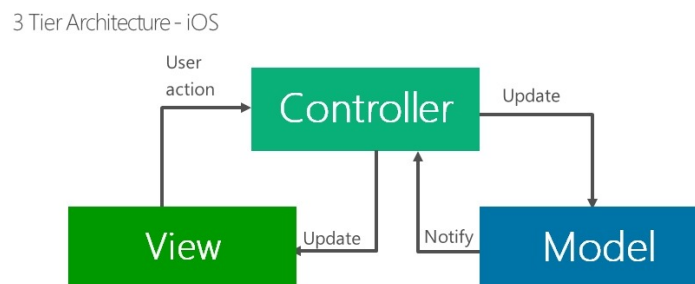 3 Tier Architecture - iOS
User
action
Controller
Update
View
Update
Notify
Model